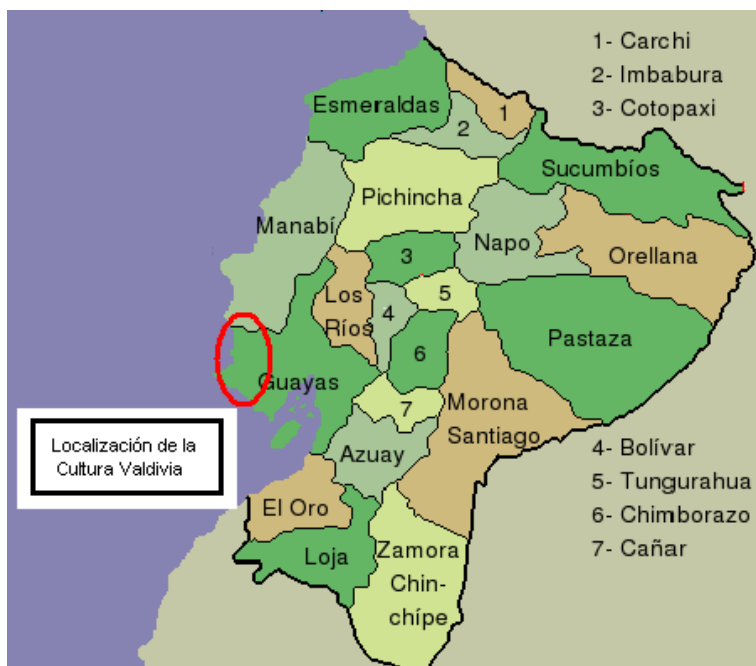 1- Carchi
2- Imbabura
3- Cotopaxi
Esmeraldas
1
2
Sucumbíos
Pichincha
Manabí
Napo
Orellana
3
Los
Ríos
4
5
Pastaza
6
Guayas
7
Morona
Santiago
Localización de la
Cultura Valdivia
Azuay
4- Bolívar
5- Tungurahua
6- Chimborazo
7- Cañar
El Oro
Loja
Zamora
Chin-
chípe